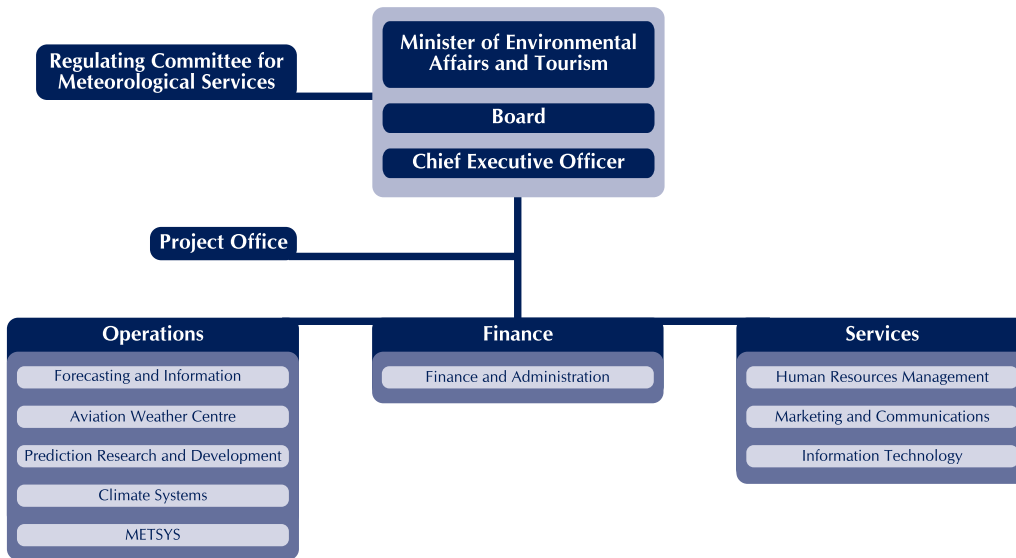 Minister of Environmental
Affairs and Tourism
Regulating Committee for
Meteorological Services
Board
Chief Executive Officer
Project Office
Operations
Forecasting and Information
Aviation Weather Centre
Prediction Research and Development
Climate Systems
METSYS
Finance
Finance and Administration
Services
Human Resources Management
Marketing and Communications
Information Technology